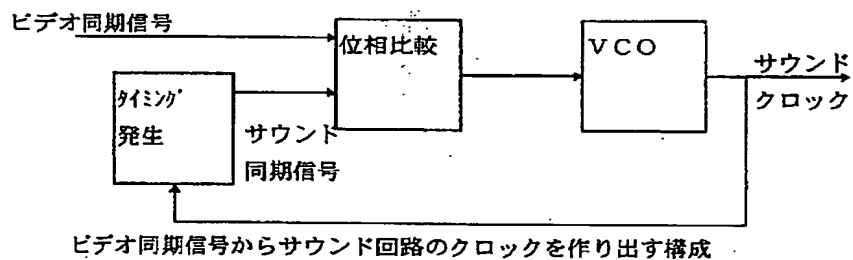 ビデオ同期信号
位相比較
VCO
サウンド
クロック
タイミング
発生
サウンド
同期信号
ビデオ同期信号からサウンド回路のクロックを作り出す構成